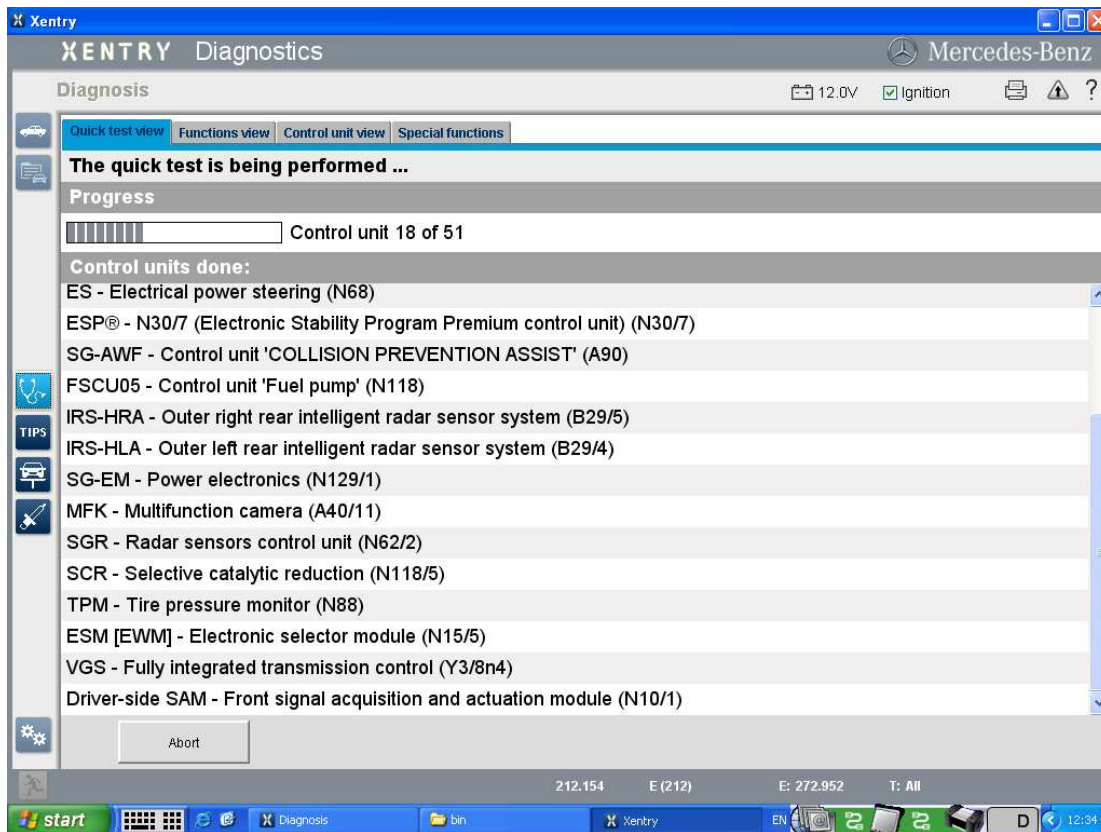 Xentry
XENTRY Diagnostics Mercedes-Benz
Diagnosis 12.0V Ignition ?
Quick test view Functions view Control unit view Special functions
The quick test is being performed ...
Progress
Control unit 18 of 51
Control units done:
ES - Electrical power steering (N68)
ESP® - N30/7 (Electronic Stability Program Premium control unit) (N30/7)
SG-AWF - Control unit 'COLLISION PREVENTION ASSIST' (A90)
FSCU05 - Control unit 'Fuel pump' (N118)
IRS-HRA - Outer right rear intelligent radar sensor system (B29/5)
IRS-HLA - Outer left rear intelligent radar sensor system (B29/4)
SG-EM - Power electronics (N129/1)
MFK - Multifunction camera (A40/11)
SGR - Radar sensors control unit (N62/2)
SCR - Selective catalytic reduction (N118/5)
TPM - Tire pressure monitor (N88)
ESM [EWM] - Electronic selector module (N15/5)
VGS - Fully integrated transmission control (Y3/8n4)
Driver-side SAM - Front signal acquisition and actuation module (N10/1)
TIPS
Abort
212.154 E (212) E: 272.952 T: All
start Diagnosis bin Xentry EN D 12:34